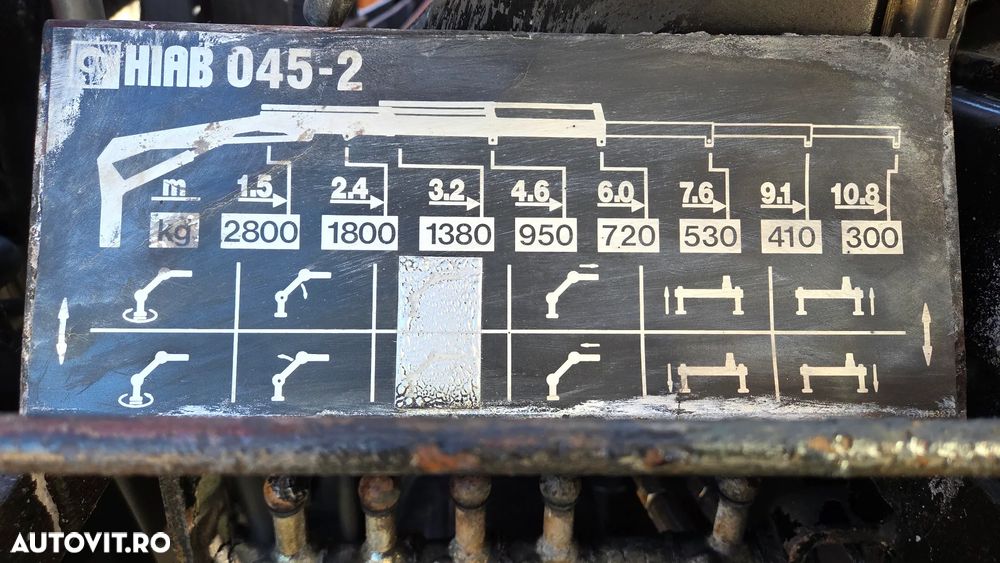 HIAB 045-2
m 1.5 2.4 3.2 4.6 6.0 7.6 9.1 10.8
kg 2800 1800 1380 950 720 530 410 300
AUTOVIT.RO